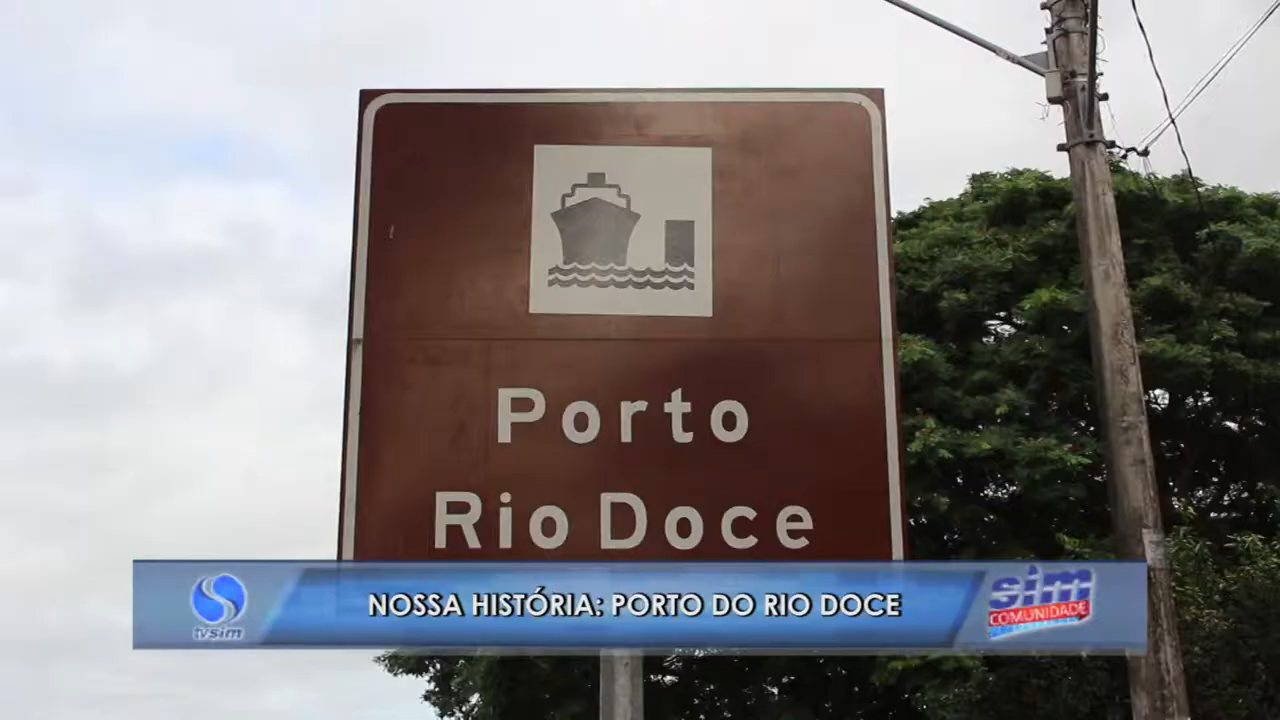 Porto
Rio Doce
tvsim
NOSSA HISTÓRIA: PORTO DO RIO DOCE
sim
COMUNIDADE